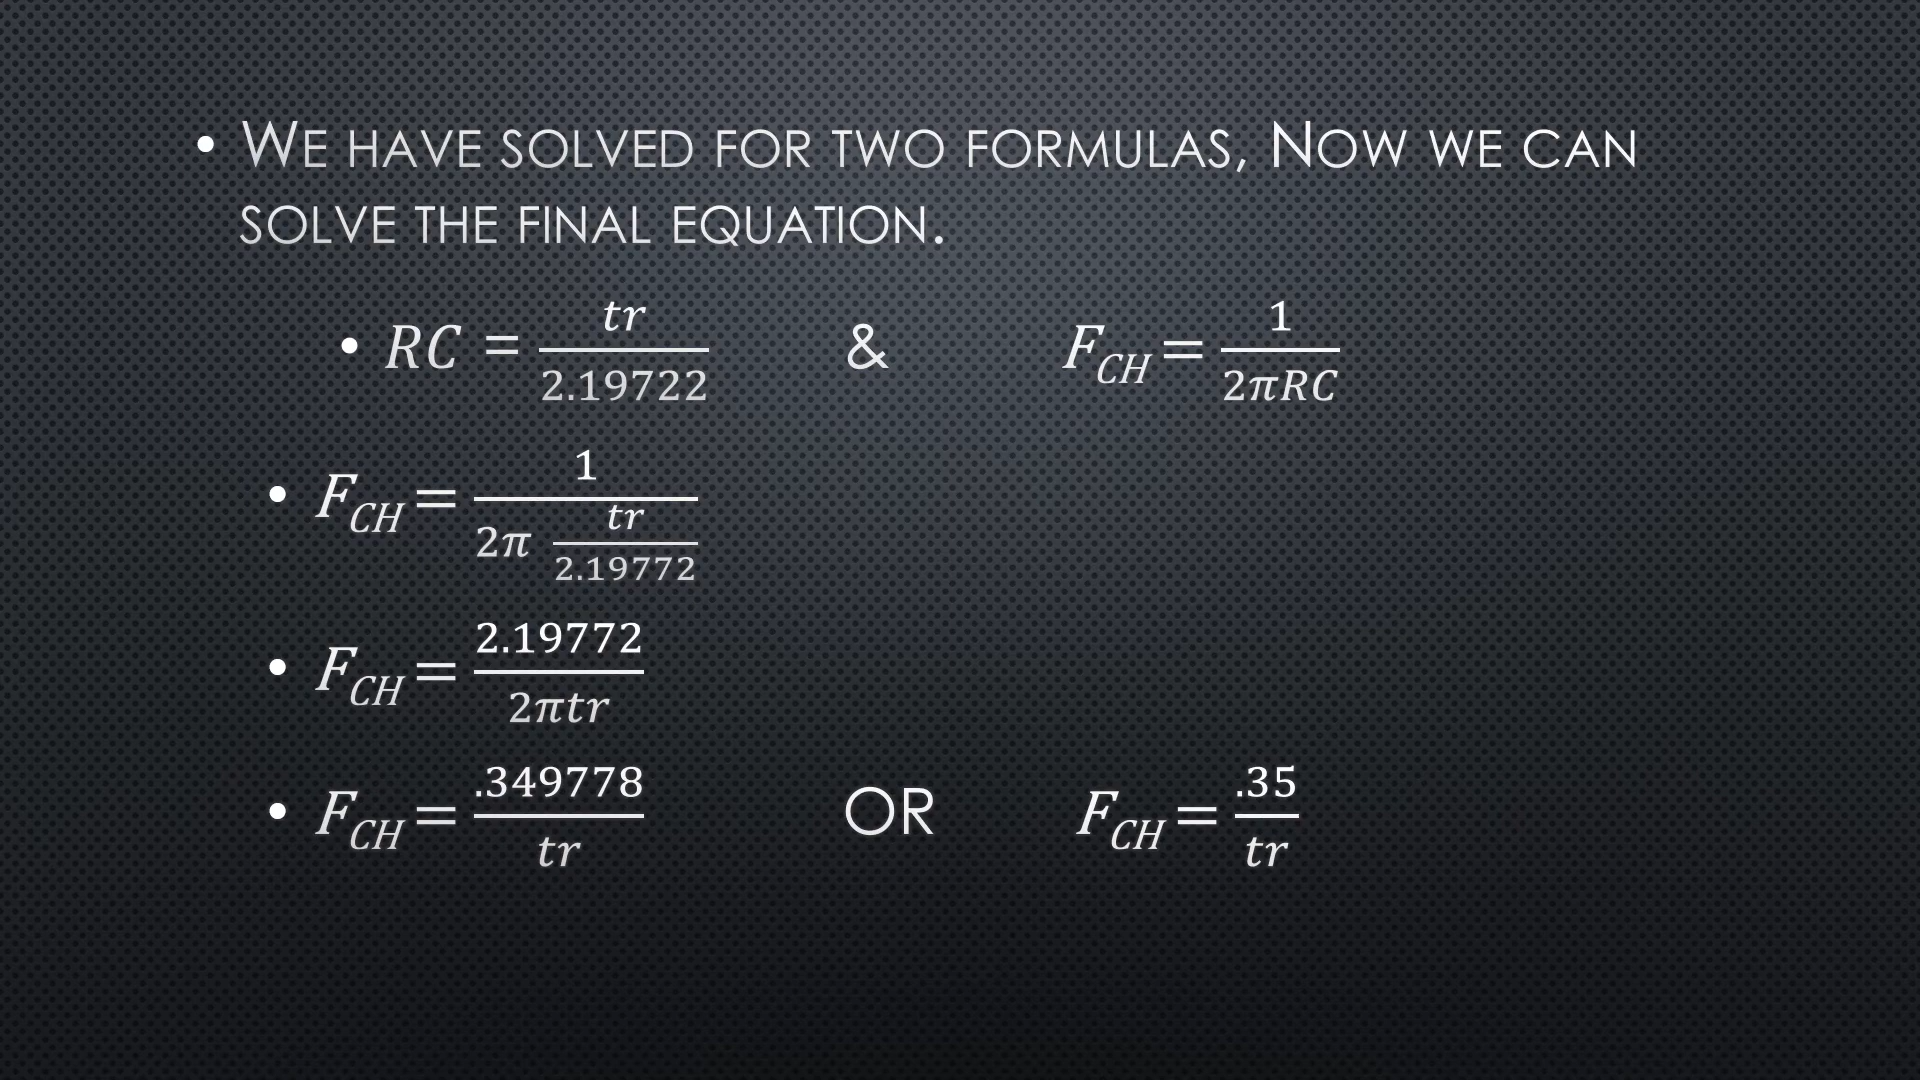 • We have solved for two formulas, Now we can
solve the final equation.
• RC = tr/2.19722 & F_CH = 1/2πRC
• F_CH = 1/(2π tr/2.19772)
• F_CH = 2.19772/2πtr
• F_CH = .349778/tr OR F_CH = .35/tr